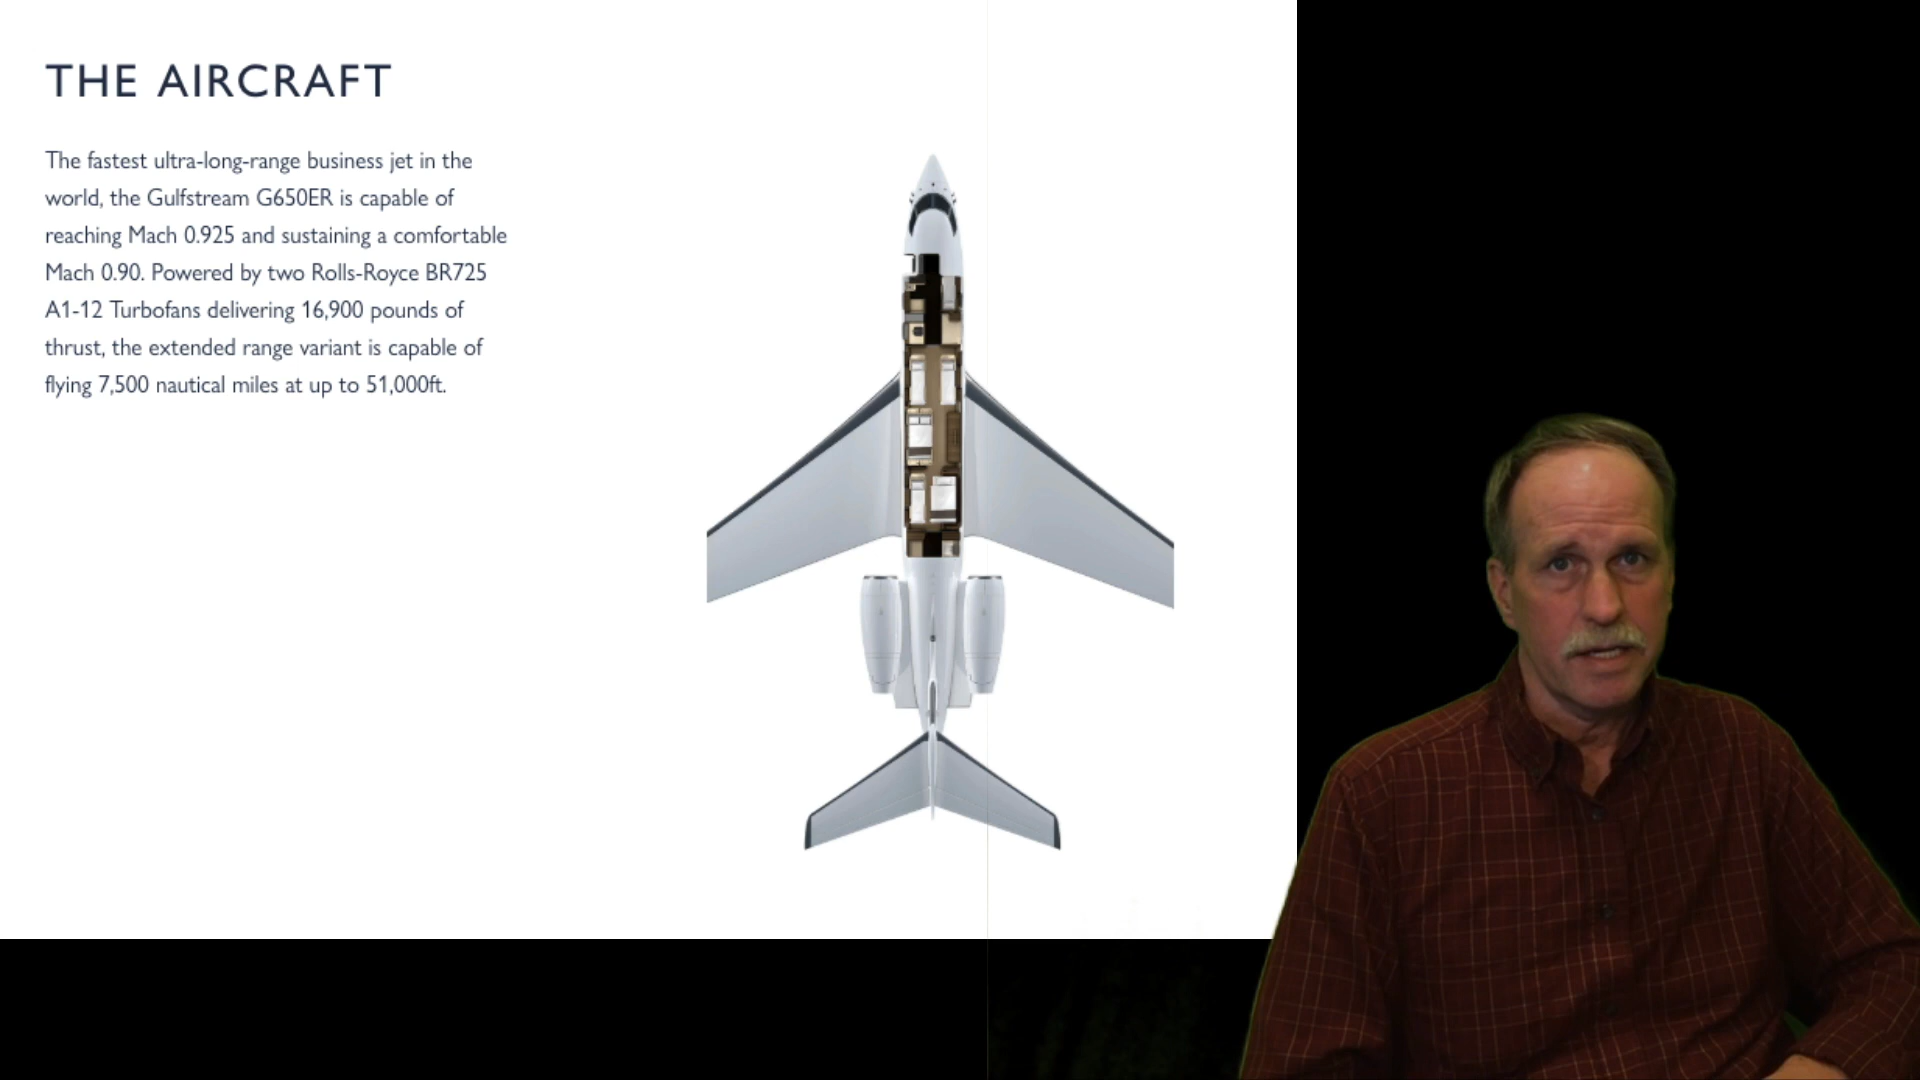 THE AIRCRAFT
The fastest ultra-long-range business jet in the
world, the Gulfstream G650ER is capable of
reaching Mach 0.925 and sustaining a comfortable
Mach 0.90. Powered by two Rolls-Royce BR725
A1-12 Turbofans delivering 16,900 pounds of
thrust, the extended range variant is capable of
flying 7,500 nautical miles at up to 51,000ft.